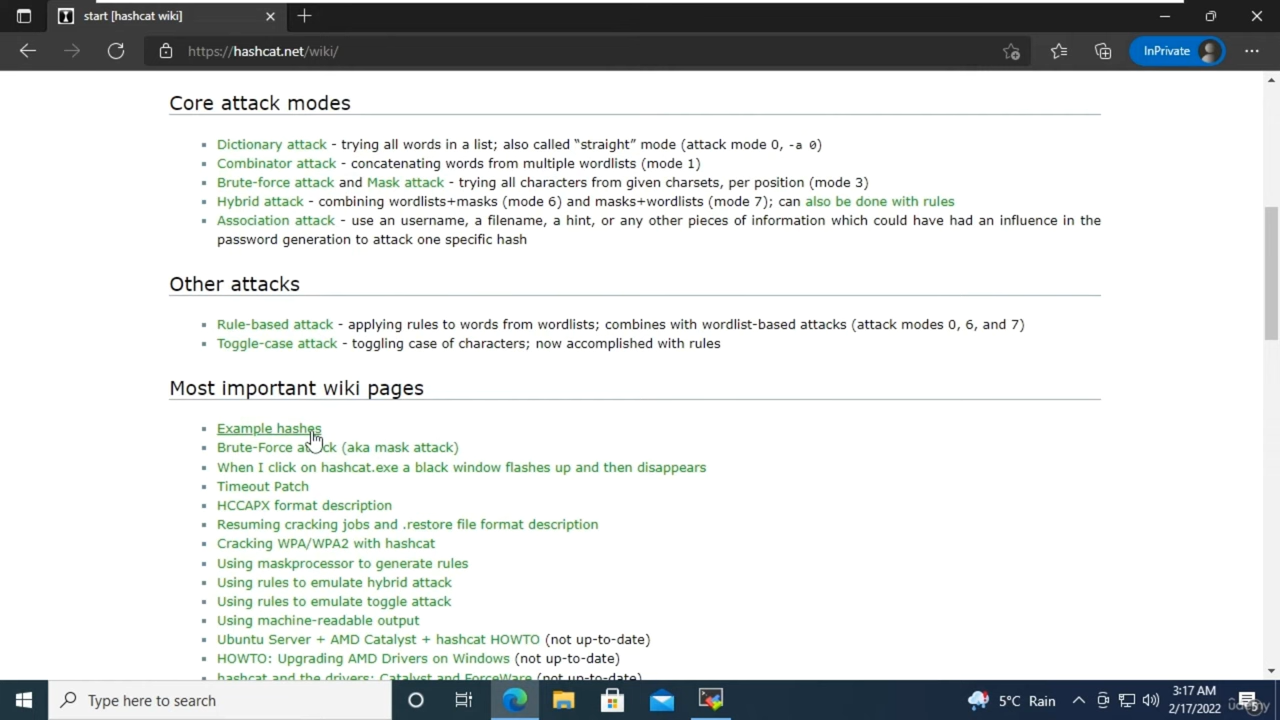 start [hashcat wiki]
https://hashcat.net/wiki/
InPrivate
Core attack modes
Dictionary attack - trying all words in a list; also called "straight" mode (attack mode 0, -a 0)
Combinator attack - concatenating words from multiple wordlists (mode 1)
Brute-force attack and Mask attack - trying all characters from given charsets, per position (mode 3)
Hybrid attack - combining wordlists+masks (mode 6) and masks+wordlists (mode 7); can also be done with rules
Association attack - use an username, a filename, a hint, or any other pieces of information which could have had an influence in the
password generation to attack one specific hash
Other attacks
Rule-based attack - applying rules to words from wordlists; combines with wordlist-based attacks (attack modes 0, 6, and 7)
Toggle-case attack - toggling case of characters; now accomplished with rules
Most important wiki pages
Example hashes
Brute-Force attack (aka mask attack)
When I click on hashcat.exe a black window flashes up and then disappears
Timeout Patch
HCCAPX format description
Resuming cracking jobs and .restore file format description
Cracking WPA/WPA2 with hashcat
Using maskprocessor to generate rules
Using rules to emulate hybrid attack
Using rules to emulate toggle attack
Using machine-readable output
Ubuntu Server + AMD Catalyst + hashcat HOWTO (not up-to-date)
HOWTO: Upgrading AMD Drivers on Windows (not up-to-date)
hashcat and the drivers: Catalyst and ForceWare (not up-to-date)
Type here to search
5°C Rain
3:17 AM
2/17/2022
5
ûdemy